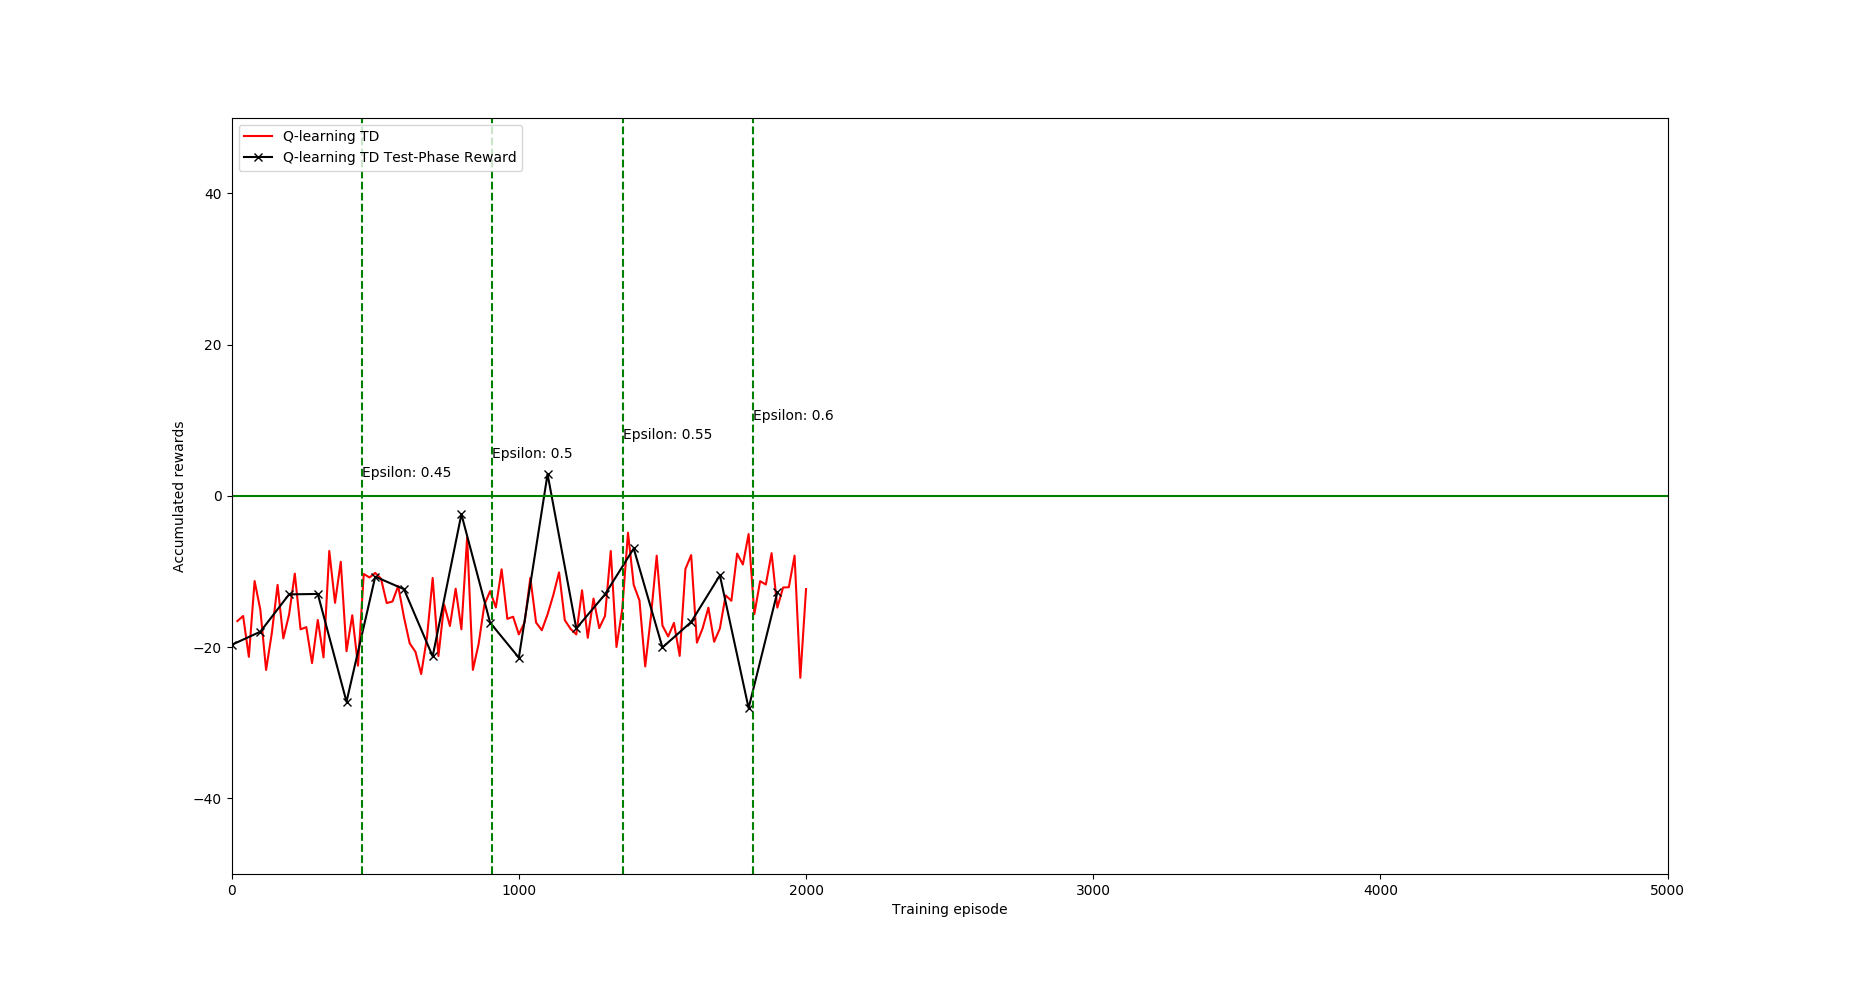 Q-learning TD
Q-learning TD Test-Phase Reward
40
20
0
−20
−40
Accumulated rewards
Epsilon: 0.45
Epsilon: 0.5
Epsilon: 0.55
Epsilon: 0.6
0 1000 2000 3000 4000 5000
Training episode